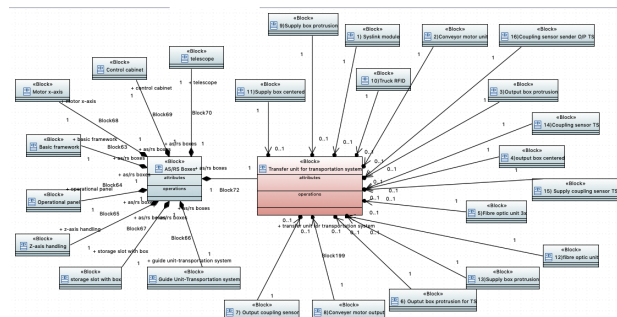 «Block»
9)Supply box protrusion
«Block»
1) Syslink module
«Block»
2)Conveyor motor unit
«Block»
16)Coupling sensor sender O/P TS
«Block»
telescope
«Block»
Control cabinet
«Block»
10)Truck RFID
«Block»
11)Supply box centered
«Block»
3)Output box protrusion
«Block»
Motor x-axis
+ control cabinet
+ telescope
+ Motor x-axis
Block68
Block69
Block70
«Block»
14)Coupling sensor TS
«Block»
Basic framework
+ basic framework
Block63
+ as/rs boxes
«Block»
AS/RS Boxes
attributes
operations
«Block»
Transfer unit for transportation system
attributes
operations
«Block»
4)output box centered
«Block»
Operational panel
+ operational panel
Block64
Block72
«Block»
15) Supply coupling sensor TS
«Block»
5)Fibre optic unit 3x
Block65
+ as/rs boxes
Block67
Block66
«Block»
Z-axis handling
+ transfer unit for transportation system
«Block»
12)fibre optic unit
+ storage slot with box
+ guide unit-transportation system
Block199
«Block»
storage slot with box
«Block»
Guide Unit-Transportation system
«Block»
13)Supply box protrusion
«Block»
7) Output coupling sensor
«Block»
8)Conveyor motor output
«Block»
6) Ouptut box protrusion for TS